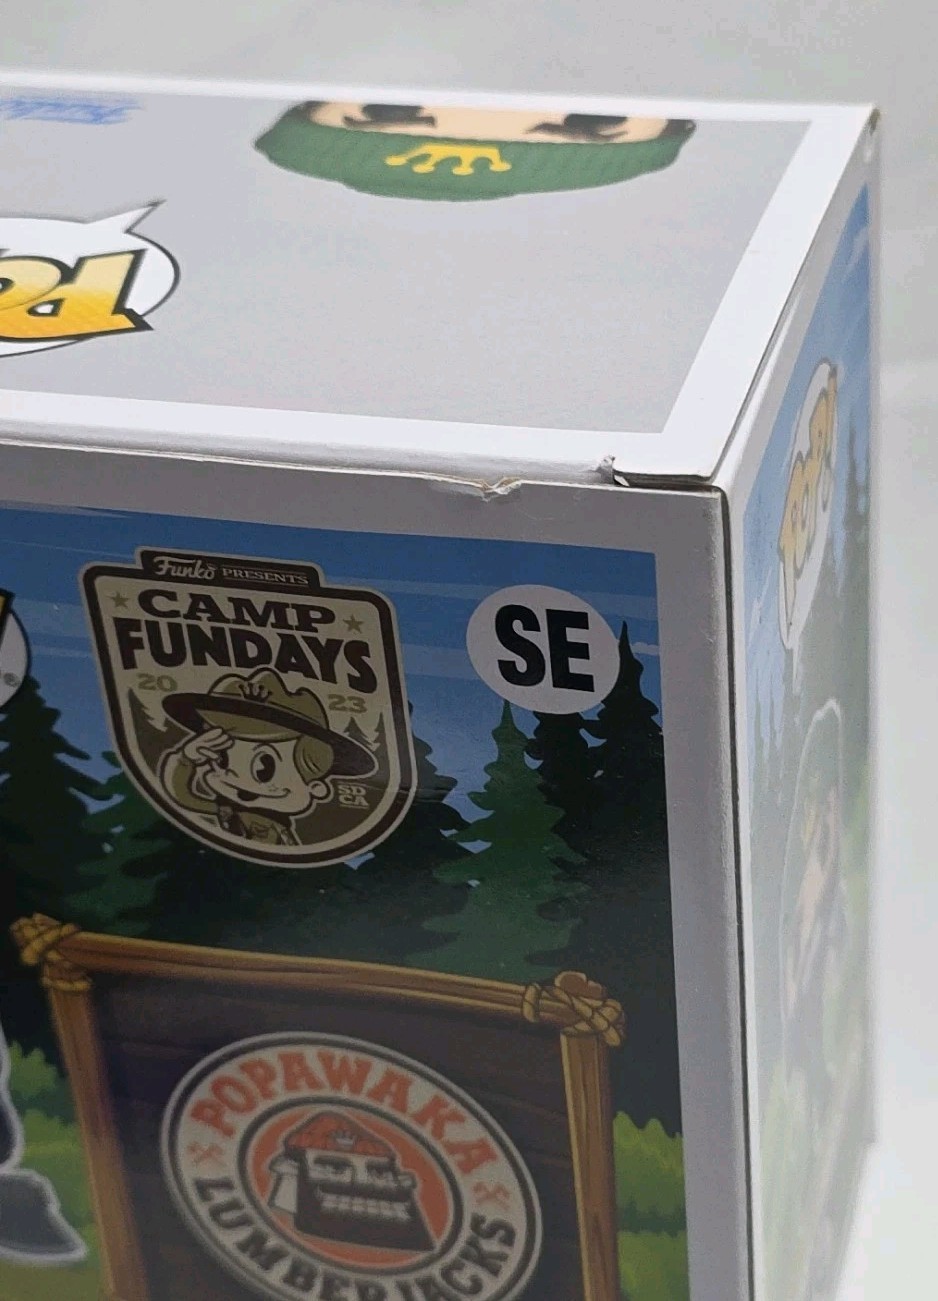 Funko PRESENTS
CAMP
FUNDAYS
20 23
SD
CA
SE
POPAWAKA
LUMBERJACKS
POP!